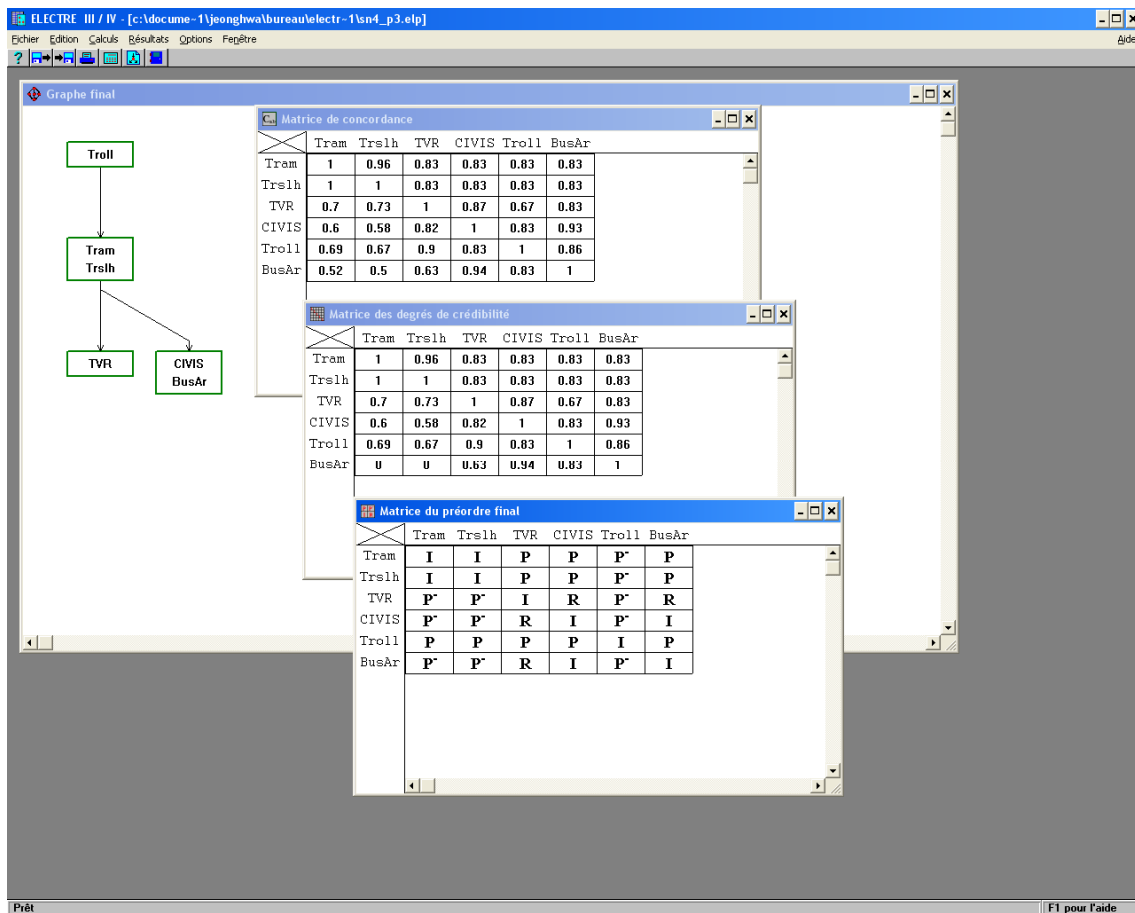 ELECTRE III / IV - [c:\docume~1\jeonghwa\bureau\electr~1\sn4_p3.elp]
Fichier Edition Calculs Résultats Options Fenêtre Aide
?
Graphe final
Troll
Tram
Trslh
TVR
CIVIS
BusAr
Matrice de concordance
Tram Trslh TVR CIVIS Troll BusAr
Tram 1 0.96 0.83 0.83 0.83 0.83
Trslh 1 1 0.83 0.83 0.83 0.83
TVR 0.7 0.73 1 0.87 0.67 0.83
CIVIS 0.6 0.58 0.82 1 0.83 0.93
Troll 0.69 0.67 0.9 0.83 1 0.86
BusAr 0.52 0.5 0.63 0.94 0.83 1
Matrice des degrés de crédibilité
Tram Trslh TVR CIVIS Troll BusAr
Tram 1 0.96 0.83 0.83 0.83 0.83
Trslh 1 1 0.83 0.83 0.83 0.83
TVR 0.7 0.73 1 0.87 0.67 0.83
CIVIS 0.6 0.58 0.82 1 0.83 0.93
Troll 0.69 0.67 0.9 0.83 1 0.86
BusAr 0 0 0.63 0.94 0.83 1
Matrice du préordre final
Tram Trslh TVR CIVIS Troll BusAr
Tram I I P P P⁻ P
Trslh I I P P P⁻ P
TVR P⁻ P⁻ I R P⁻ R
CIVIS P⁻ P⁻ R I P⁻ I
Troll P P P P I P
BusAr P⁻ P⁻ R I P⁻ I
Prêt F1 pour l'aide